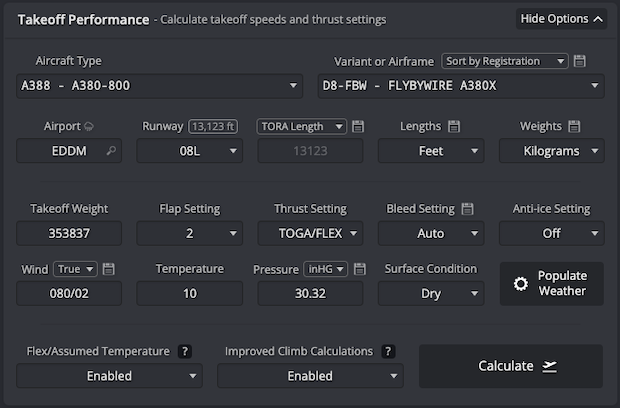 Takeoff Performance - Calculate takeoff speeds and thrust settings Hide Options
Aircraft Type Variant or Airframe Sort by Registration
A388 - A380-800 D8-FBW - FLYBYWIRE A380X
Airport Runway 13,123 ft TORA Length Lengths Weights
EDDM 08L 13123 Feet Kilograms
Takeoff Weight Flap Setting Thrust Setting Bleed Setting Anti-ice Setting
353837 2 TOGA/FLEX Auto Off
Wind True Temperature Pressure inHG Surface Condition Populate
080/02 10 30.32 Dry Weather
Flex/Assumed Temperature ? Improved Climb Calculations ? Calculate
Enabled Enabled